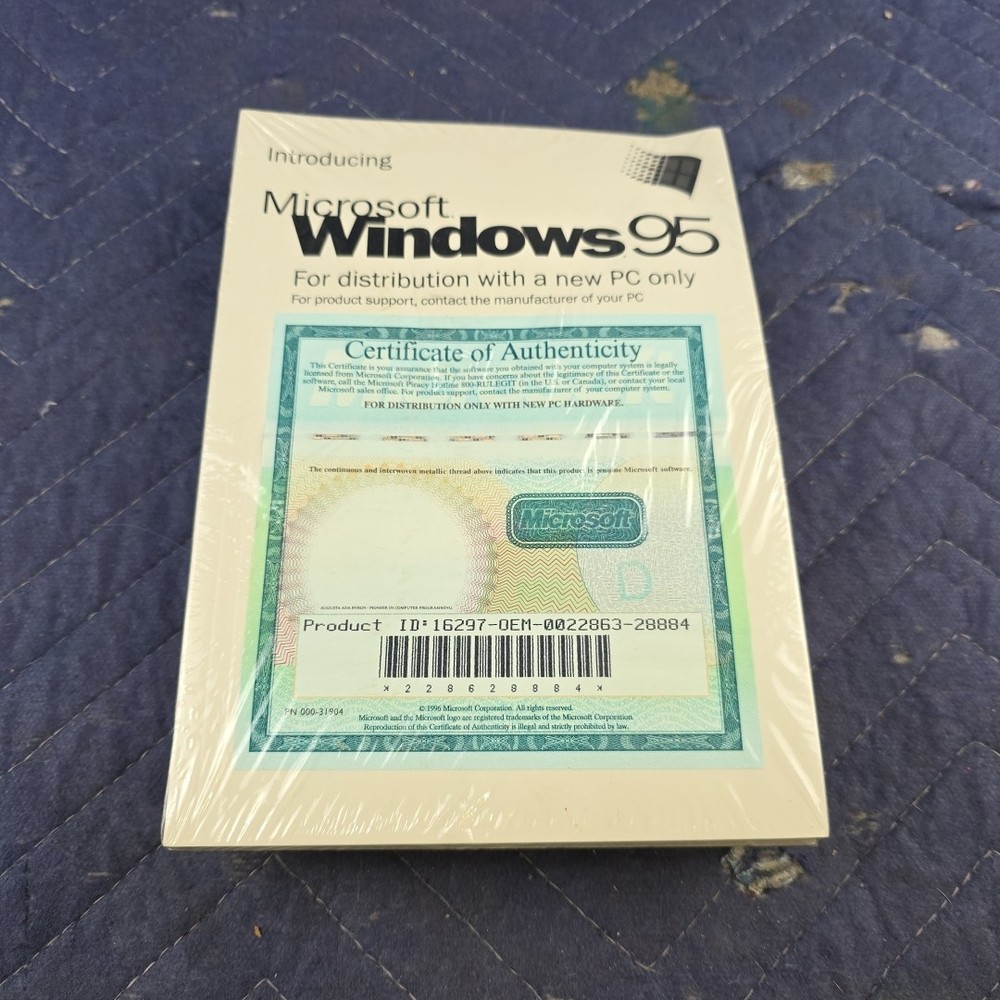 Introducing
Microsoft
Windows 95
For distribution with a new PC only
For product support, contact the manufacturer of your PC
Certificate of Authenticity
This Certificate is your assurance that the software you obtained with your computer system is legally
licensed from Microsoft Corporation. If you have concerns about the legitimacy of this Certificate or the
software, call the Microsoft Piracy Hotline 800-RULEGIT (in the U.S. or Canada), or contact your local
Microsoft sales office. For product support, contact the manufacturer of your computer system.
FOR DISTRIBUTION ONLY WITH NEW PC HARDWARE.
The continuous and interwoven metallic thread above indicates that this product is genuine Microsoft software.
Microsoft
D
AUGUSTA ADA BYRON - PIONEER IN COMPUTER PROGRAMMING
Product ID:16297-OEM-0022863-28884
* 2 2 8 6 2 8 8 8 4 *
PN 000-31904
© 1996 Microsoft Corporation. All rights reserved.
Microsoft and the Microsoft logo are registered trademarks of the Microsoft Corporation.
Reproduction of this Certificate of Authenticity is illegal and strictly prohibited by law.